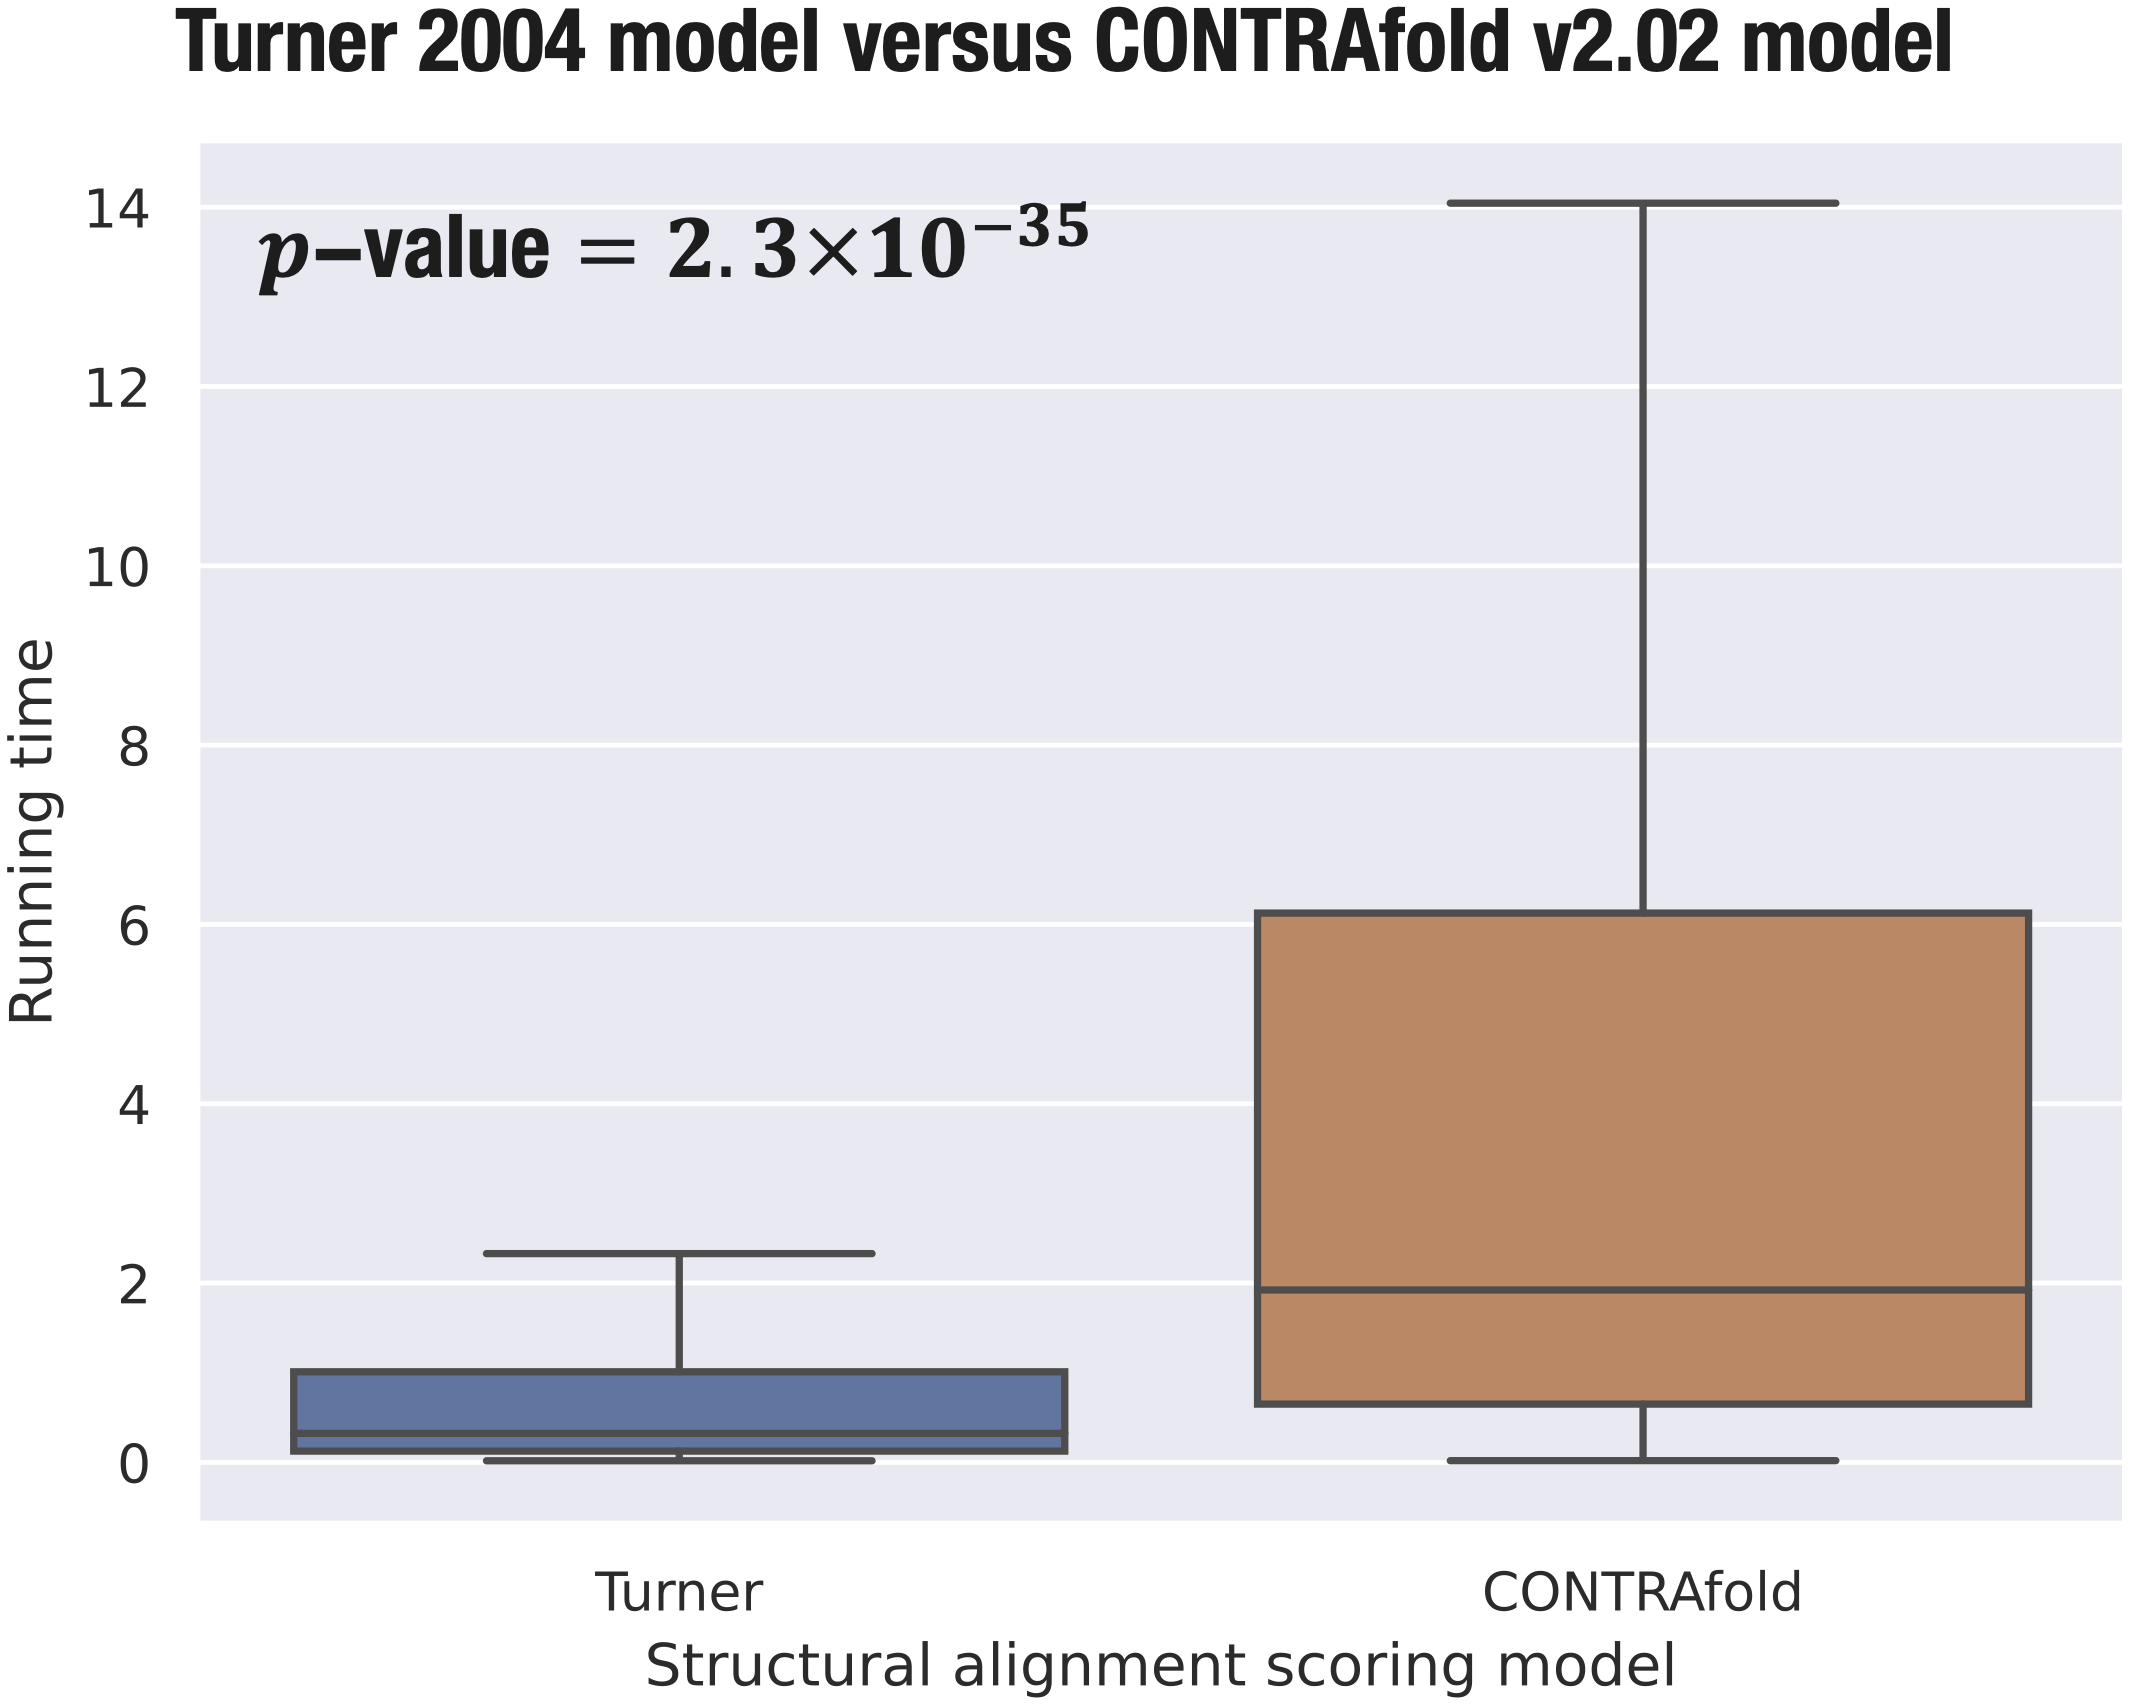 Turner 2004 model versus CONTRAfold v2.02 model
p–value = 2.3×10⁻³⁵
14
12
10
8
6
4
2
0
Running time
Turner CONTRAfold
Structural alignment scoring model